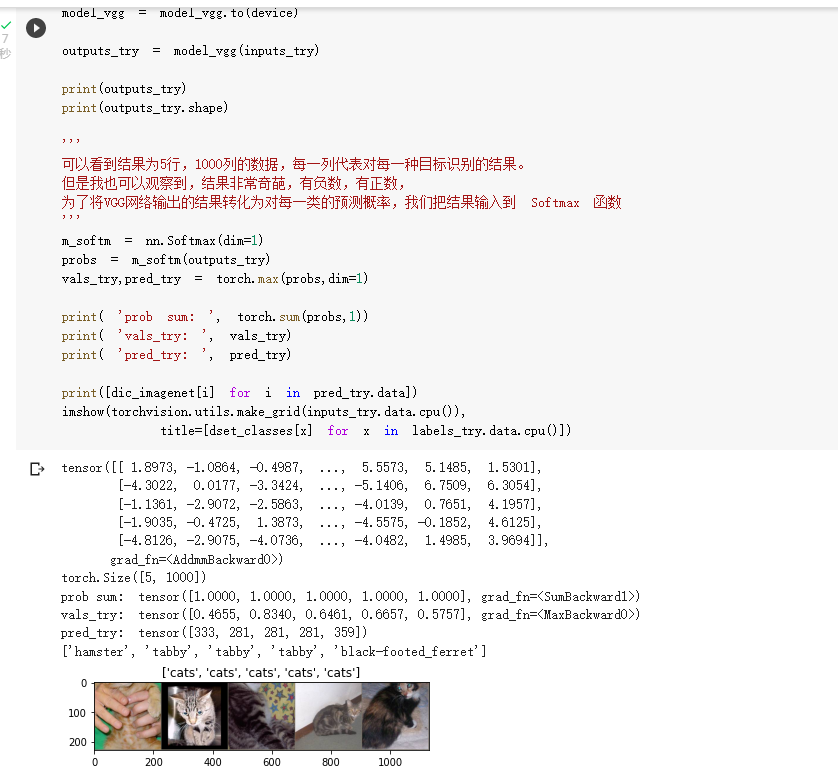 model_vgg = model_vgg.to(device)
7
秒
outputs_try = model_vgg(inputs_try)
print(outputs_try)
print(outputs_try.shape)
'''
可以看到结果为5行，1000列的数据，每一列代表对每一种目标识别的结果。
但是我也可以观察到，结果非常奇葩，有负数，有正数，
为了将VGG网络输出的结果转化为对每一类的预测概率，我们把结果输入到 Softmax 函数
'''
m_softm = nn.Softmax(dim=1)
probs = m_softm(outputs_try)
vals_try,pred_try = torch.max(probs,dim=1)
print( 'prob sum: ', torch.sum(probs,1))
print( 'vals_try: ', vals_try)
print( 'pred_try: ', pred_try)
print([dic_imagenet[i] for i in pred_try.data])
imshow(torchvision.utils.make_grid(inputs_try.data.cpu()),
title=[dset_classes[x] for x in labels_try.data.cpu()])
tensor([[ 1.8973, -1.0864, -0.4987, ..., 5.5573, 5.1485, 1.5301],
[-4.3022, 0.0177, -3.3424, ..., -5.1406, 6.7509, 6.3054],
[-1.1361, -2.9072, -2.5863, ..., -4.0139, 0.7651, 4.1957],
[-1.9035, -0.4725, 1.3873, ..., -4.5575, -0.1852, 4.6125],
[-4.8126, -2.9075, -4.0736, ..., -4.0482, 1.4985, 3.9694]],
grad_fn=<AddmmBackward0>)
torch.Size([5, 1000])
prob sum: tensor([1.0000, 1.0000, 1.0000, 1.0000, 1.0000], grad_fn=<SumBackward1>)
vals_try: tensor([0.4655, 0.8340, 0.6461, 0.6657, 0.5757], grad_fn=<MaxBackward0>)
pred_try: tensor([333, 281, 281, 281, 359])
['hamster', 'tabby', 'tabby', 'tabby', 'black-footed_ferret']
['cats', 'cats', 'cats', 'cats', 'cats']
0
100
200
0 200 400 600 800 1000